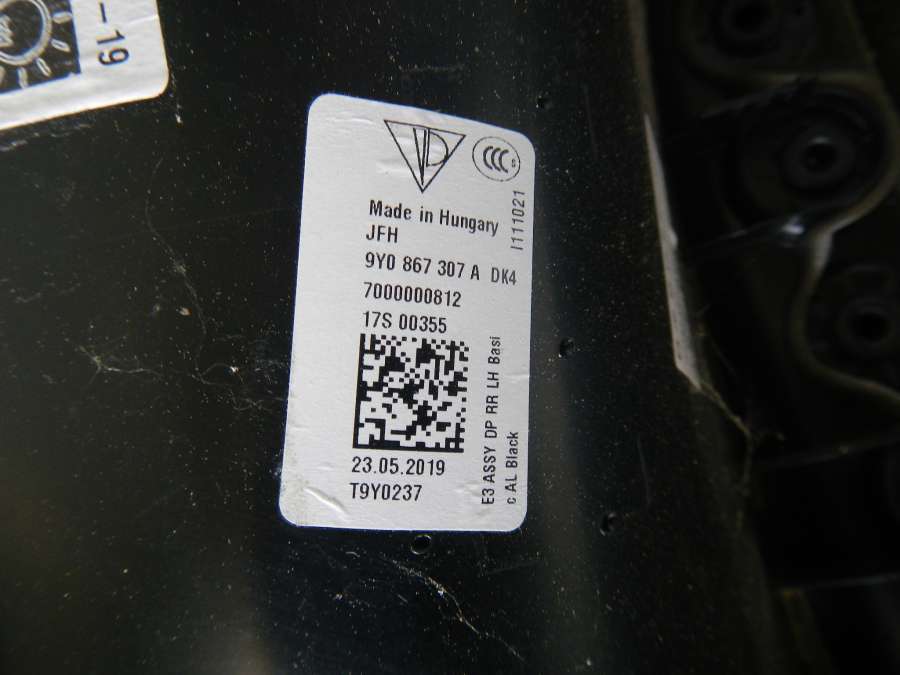 -19
CCC S
I111021
Made in Hungary
JFH
9Y0 867 307 A DK4
7000000812
17S 00355
23.05.2019
T9Y0237
E3 ASSY DP RR LH Basi
c AL Black